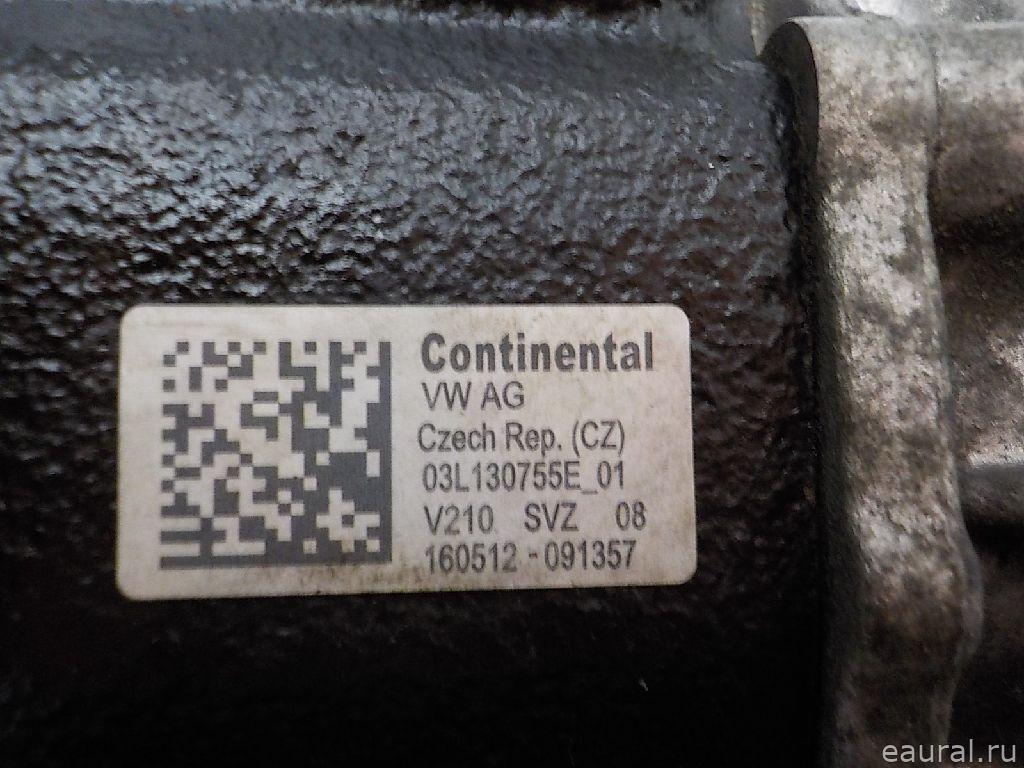 Continental
VW AG
Czech Rep. (CZ)
03L130755E_01
V210 SVZ 08
160512-091357
eaural.ru